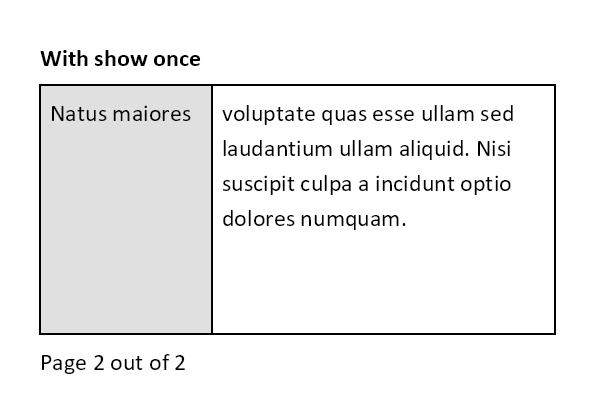 With show once
Natus maiores
voluptate quas esse ullam sed
laudantium ullam aliquid. Nisi
suscipit culpa a incidunt optio
dolores numquam.
Page 2 out of 2